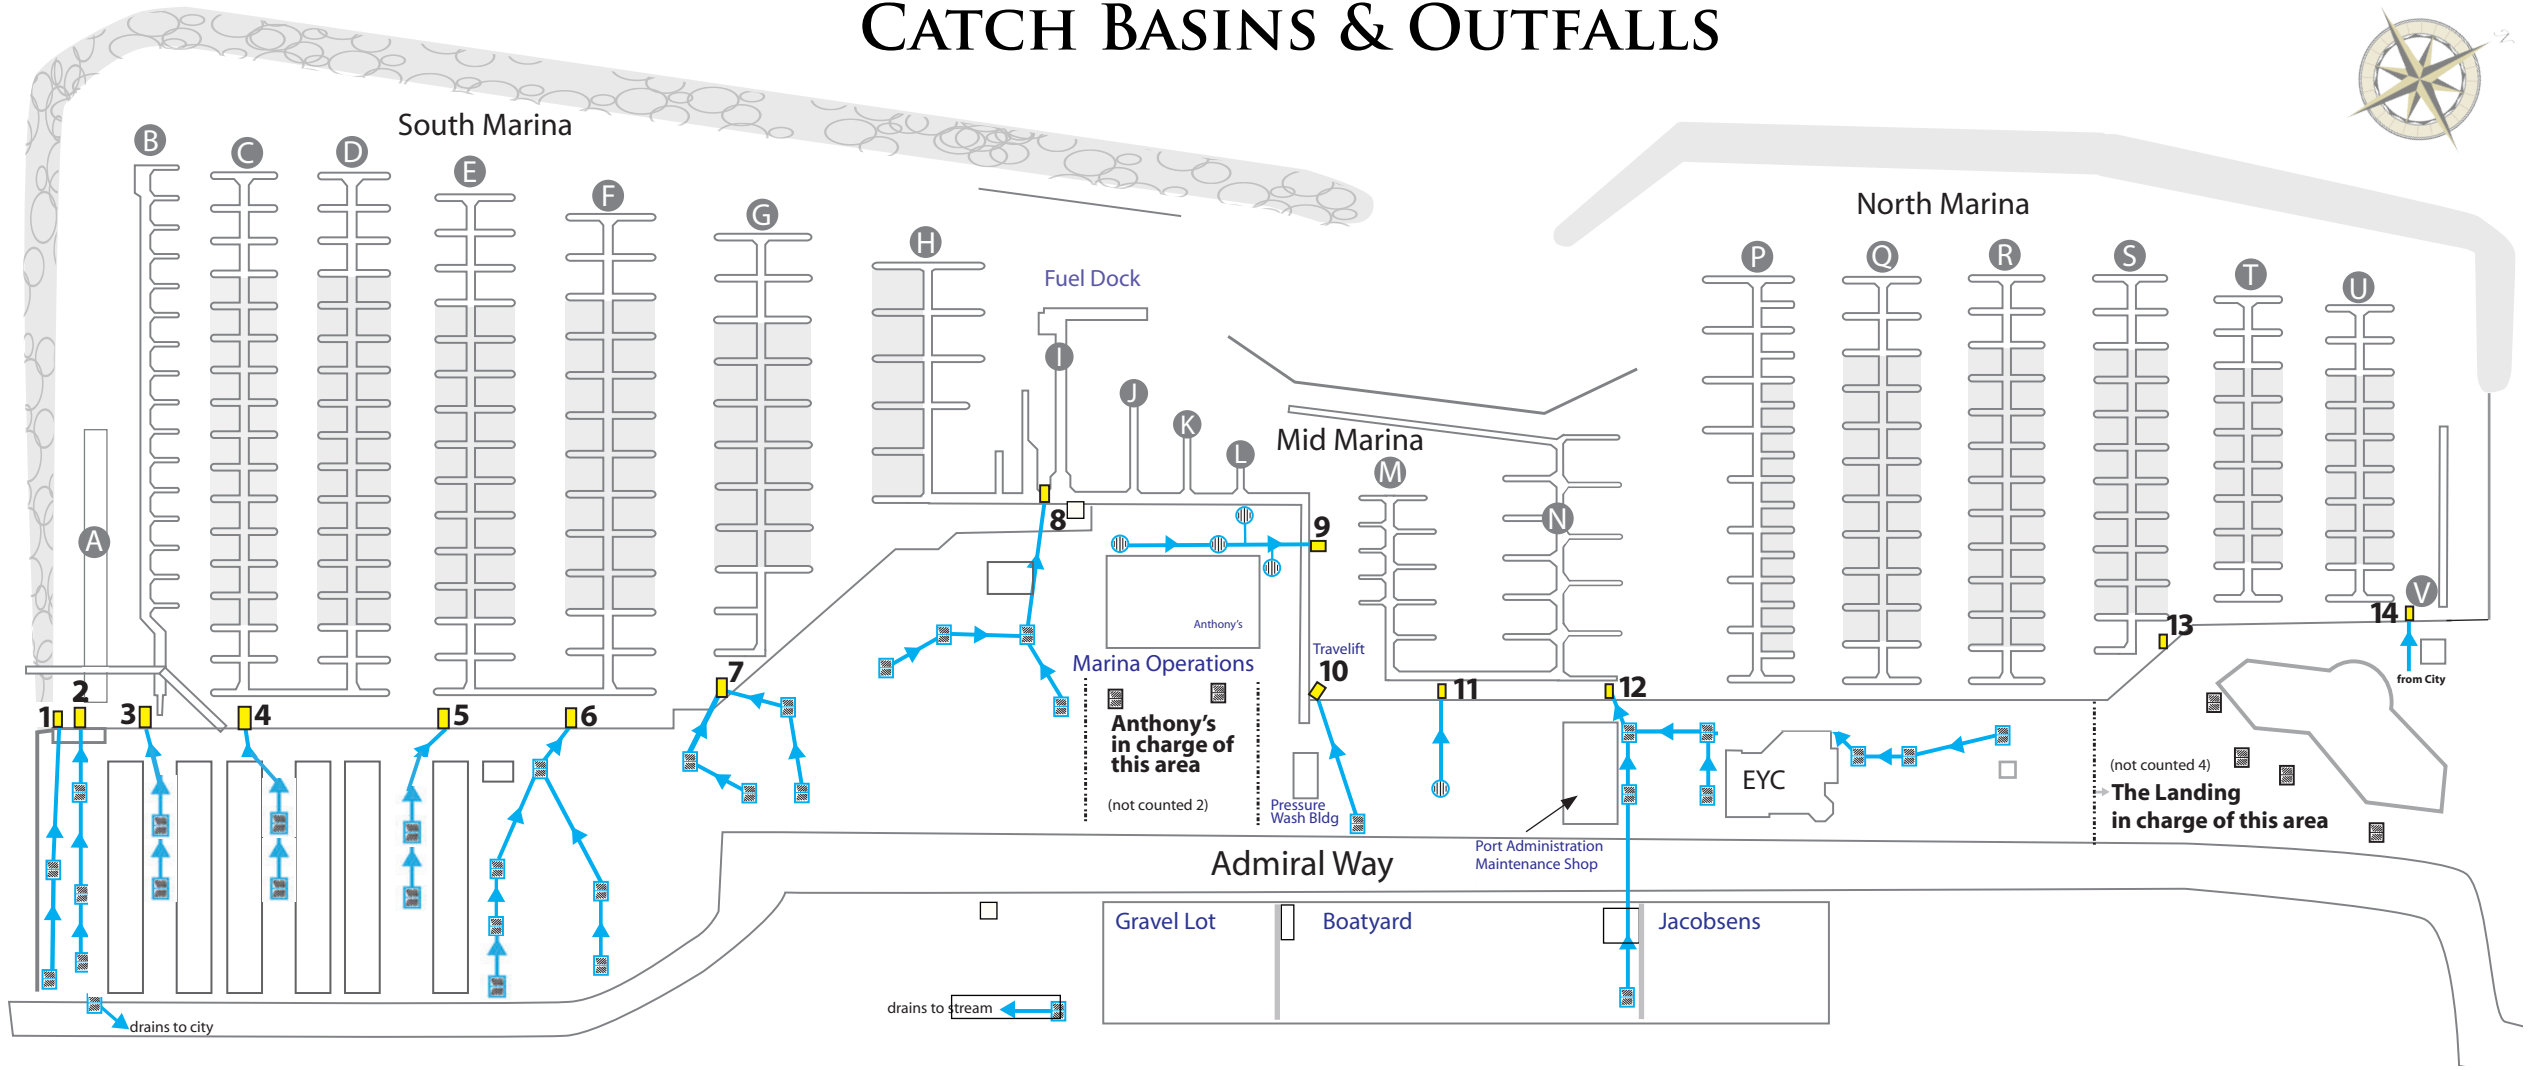 CATCH BASINS & OUTFALLS
N
South Marina
North Marina
B
C
D
E
F
G
H
P
Q
R
S
T
U
Fuel Dock
I
J
K
L
Mid Marina
M
N
A
8
9
Anthony's
Travelift
Marina Operations
V
14
13
from City
1
2
3
4
5
6
7
10
11
12
Anthony's
in charge of
this area
(not counted 2)
Pressure
Wash Bldg
EYC
(not counted 4)
The Landing
in charge of this area
Port Administration
Maintenance Shop
Admiral Way
Gravel Lot
Boatyard
Jacobsens
drains to stream
drains to city